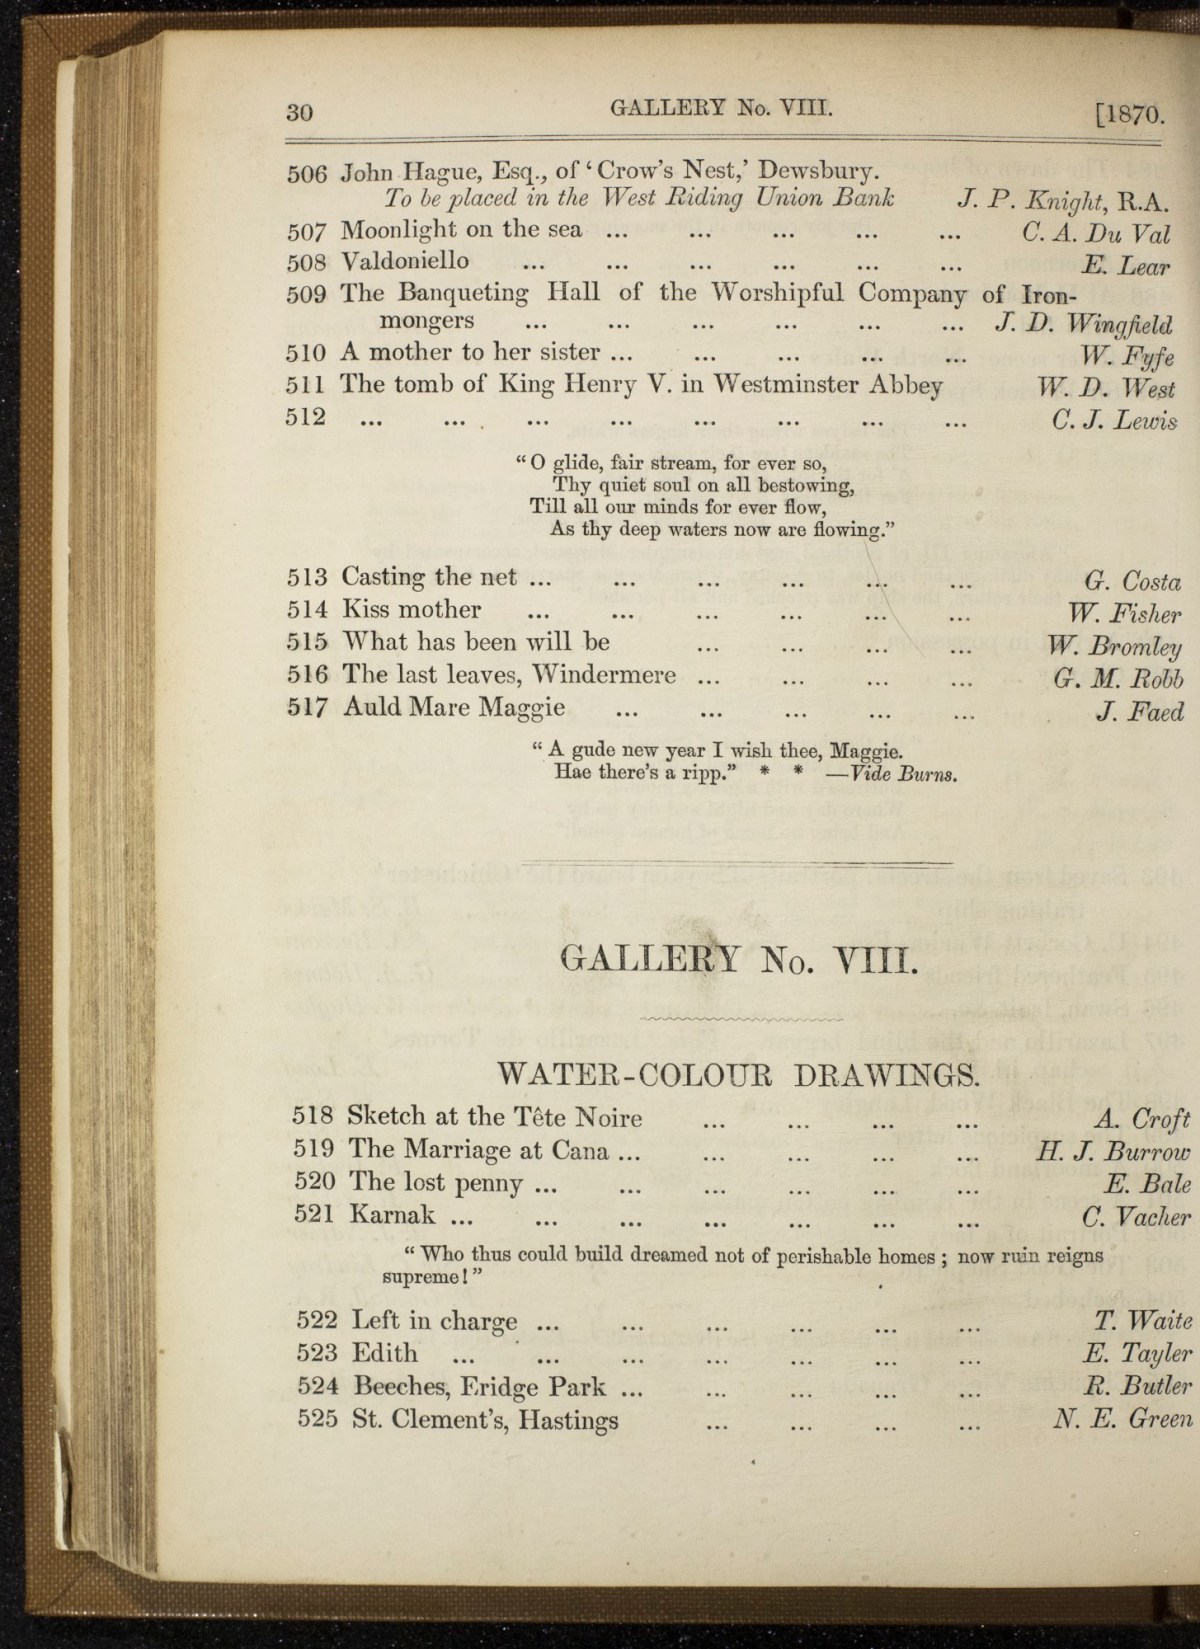 30 GALLERY No. VIII. [1870.
506 John Hague, Esq., of ‘Crow’s Nest,’ Dewsbury.
To be placed in the West Riding Union Bank J. P. Knight, R.A.
507 Moonlight on the sea ... ... ... ... ... C. A. Du Val
508 Valdoniello ... ... ... ... ... ... E. Lear
509 The Banqueting Hall of the Worshipful Company of Iron-
mongers ... ... ... ... ... ... J. D. Wingfield
510 A mother to her sister ... ... ... ... ... W. Fyfe
511 The tomb of King Henry V. in Westminster Abbey W. D. West
512 ... ... ... ... ... ... ... ... C. J. Lewis
“O glide, fair stream, for ever so,
Thy quiet soul on all bestowing,
Till all our minds for ever flow,
As thy deep waters now are flowing.”
513 Casting the net ... ... ... ... ... ... G. Costa
514 Kiss mother ... ... ... ... ... ... W. Fisher
515 What has been will be ... ... ... ... W. Bromley
516 The last leaves, Windermere ... ... ... ... G. M. Robb
517 Auld Mare Maggie ... ... ... ... ... J. Faed
“A gude new year I wish thee, Maggie.
Hae there’s a ripp.” * * —Vide Burns.
GALLERY No. VIII.
WATER-COLOUR DRAWINGS.
518 Sketch at the Tête Noire ... ... ... ... A. Croft
519 The Marriage at Cana ... ... ... ... ... H. J. Burrow
520 The lost penny ... ... ... ... ... ... E. Bale
521 Karnak ... ... ... ... ... ... ... C. Vacher
“Who thus could build dreamed not of perishable homes; now ruin reigns
supreme!”
522 Left in charge ... ... ... ... ... ... T. Waite
523 Edith ... ... ... ... ... ... ... E. Tayler
524 Beeches, Eridge Park ... ... ... ... ... R. Butler
525 St. Clement’s, Hastings ... ... ... ... N. E. Green